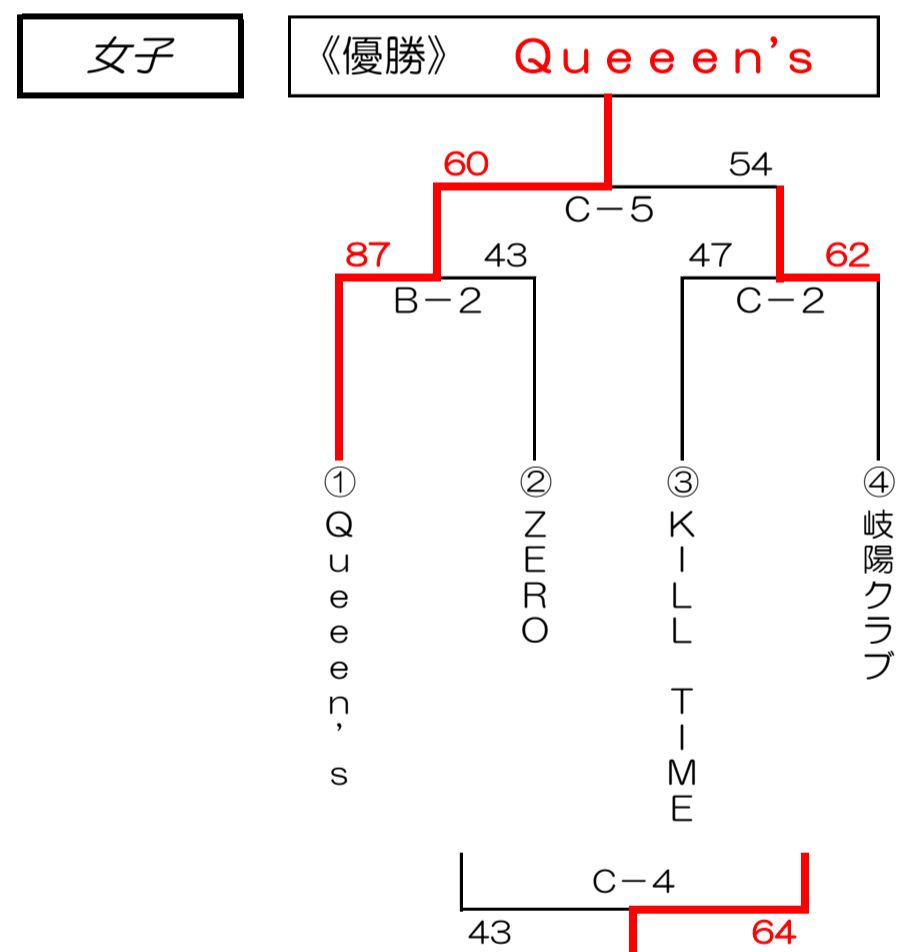 女子
《優勝》 Queeen's
60 54
C-5
87 43 47 62
B-2 C-2
① ② ③ ④
Queeen's
ZERO
KILL TIME
岐陽クラブ
C-4
43 64